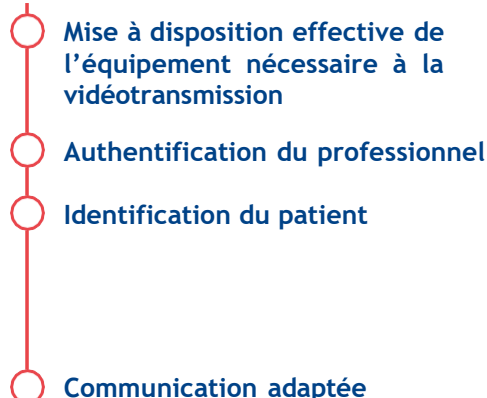 Mise à disposition effective de
l’équipement nécessaire à la
vidéotransmission
Authentification du professionnel
Identification du patient
Communication adaptée